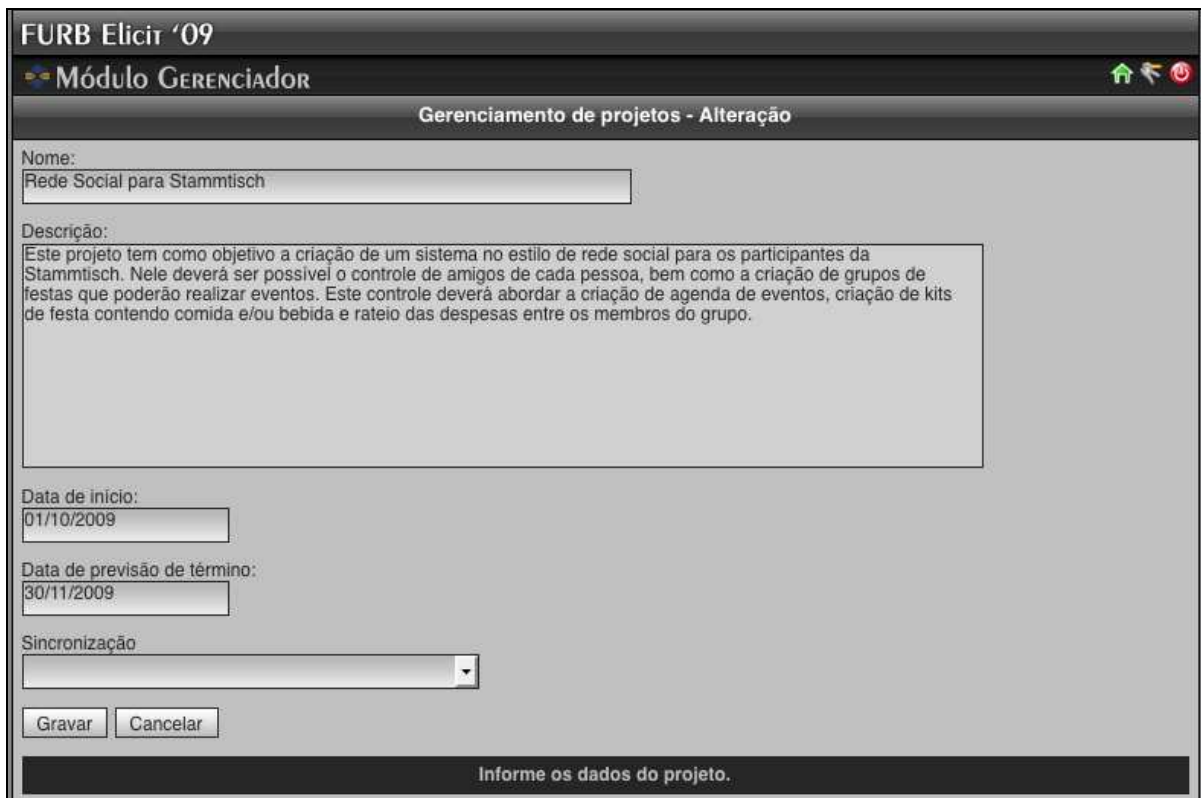 FURB Elicit ‘09
Módulo Gerenciador
Gerenciamento de projetos - Alteração
Nome:
Rede Social para Stammtisch
Descrição:
Este projeto tem como objetivo a criação de um sistema no estilo de rede social para os participantes da
Stammtisch. Nele deverá ser possível o controle de amigos de cada pessoa, bem como a criação de grupos de
festas que poderão realizar eventos. Este controle deverá abordar a criação de agenda de eventos, criação de kits
de festa contendo comida e/ou bebida e rateio das despesas entre os membros do grupo.
Data de início:
01/10/2009
Data de previsão de término:
30/11/2009
Sincronização
Gravar Cancelar
Informe os dados do projeto.